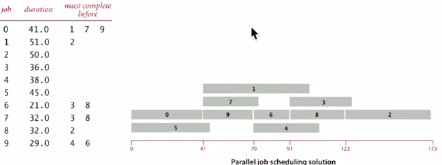 job duration must complete before
0 41.0 1 7 9
1 51.0 2
2 50.0
3 36.0
4 38.0
5 45.0
6 21.0 3 8
7 32.0 3 8
8 32.0 2
9 29.0 4 6
1
7 3
0 9 6 8 2
5 4
0 41 70 91 123 173
Parallel job scheduling solution